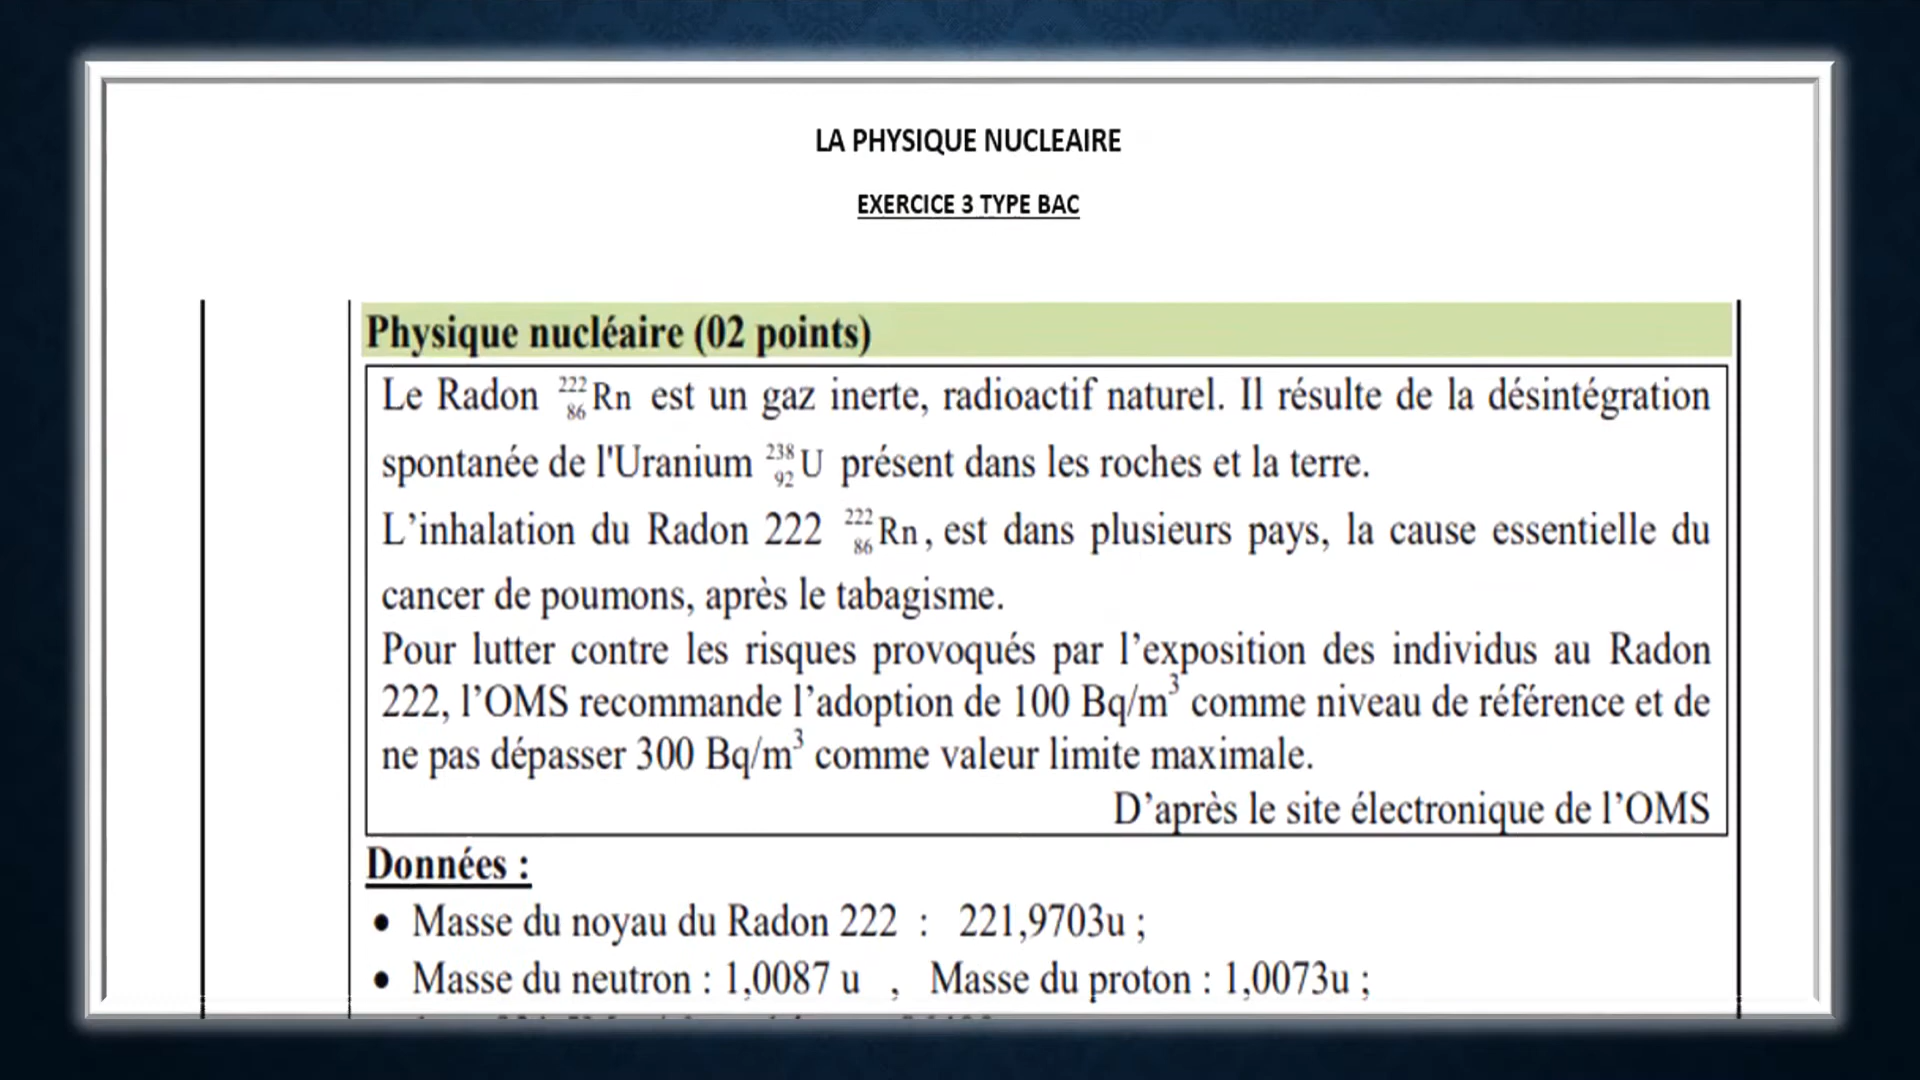 LA PHYSIQUE NUCLEAIRE
EXERCICE 3 TYPE BAC
Physique nucléaire (02 points)
Le Radon ²²²₈₆Rn est un gaz inerte, radioactif naturel. Il résulte de la désintégration
spontanée de l'Uranium ²³⁸₉₂U présent dans les roches et la terre.
L’inhalation du Radon 222 ²²²₈₆Rn, est dans plusieurs pays, la cause essentielle du
cancer de poumons, après le tabagisme.
Pour lutter contre les risques provoqués par l’exposition des individus au Radon
222, l’OMS recommande l’adoption de 100 Bq/m³ comme niveau de référence et de
ne pas dépasser 300 Bq/m³ comme valeur limite maximale.
D’après le site électronique de l’OMS
Données :
• Masse du noyau du Radon 222 : 221,9703u ;
• Masse du neutron : 1,0087 u , Masse du proton : 1,0073u ;